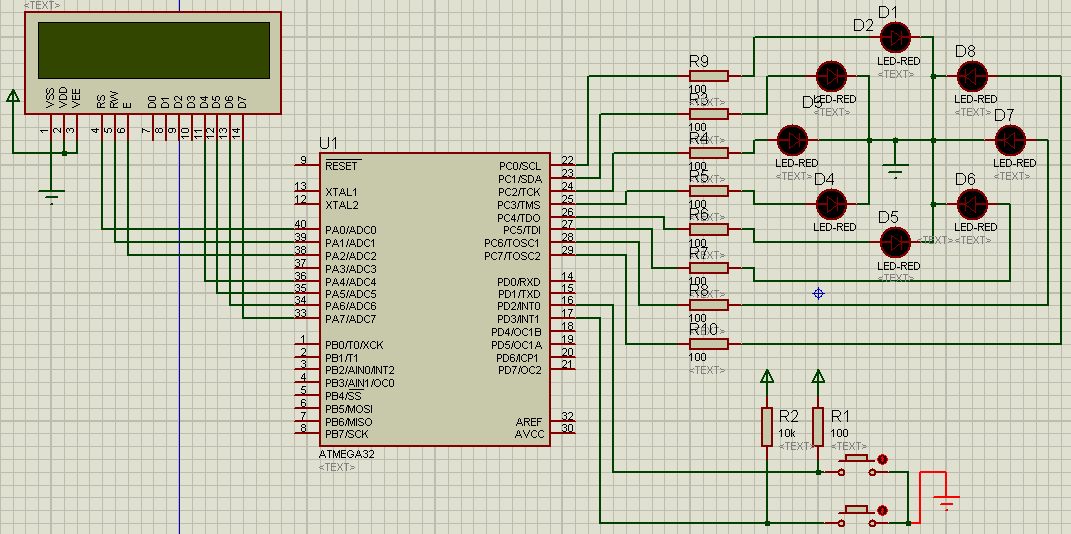 <TEXT>
VSS
VDD
VEE
RS
RW
E
D0
D1
D2
D3
D4
D5
D6
D7
1
2
3
4
5
6
7
8
9
10
11
12
13
14
U1
9 RESET
13 XTAL1
12 XTAL2
40 PA0/ADC0
39 PA1/ADC1
38 PA2/ADC2
37 PA3/ADC3
36 PA4/ADC4
35 PA5/ADC5
34 PA6/ADC6
33 PA7/ADC7
1 PB0/T0/XCK
2 PB1/T1
3 PB2/AIN0/INT2
4 PB3/AIN1/OC0
5 PB4/SS
6 PB5/MOSI
7 PB6/MISO
8 PB7/SCK
PC0/SCL 22
PC1/SDA 23
PC2/TCK 24
PC3/TMS 25
PC4/TDO 26
PC5/TDI 27
PC6/TOSC1 28
PC7/TOSC2 29
PD0/RXD 14
PD1/TXD 15
PD2/INT0 16
PD3/INT1 17
PD4/OC1B 18
PD5/OC1A 19
PD6/ICP1 20
PD7/OC2 21
AREF 32
AVCC 30
ATMEGA32
<TEXT>
R9
100
<TEXT>
R3
100
<TEXT>
R4
100
<TEXT>
R5
100
<TEXT>
R6
100
<TEXT>
R7
100
<TEXT>
R8
100
<TEXT>
R10
100
<TEXT>
D1
LED-RED
<TEXT>
D2
LED-RED
<TEXT>
D8
LED-RED
<TEXT>
D3
LED-RED
<TEXT>
D7
LED-RED
<TEXT>
D4
LED-RED
<TEXT>
D6
LED-RED
<TEXT>
D5
LED-RED
<TEXT>
R2
10k
<TEXT>
R1
100
<TEXT>